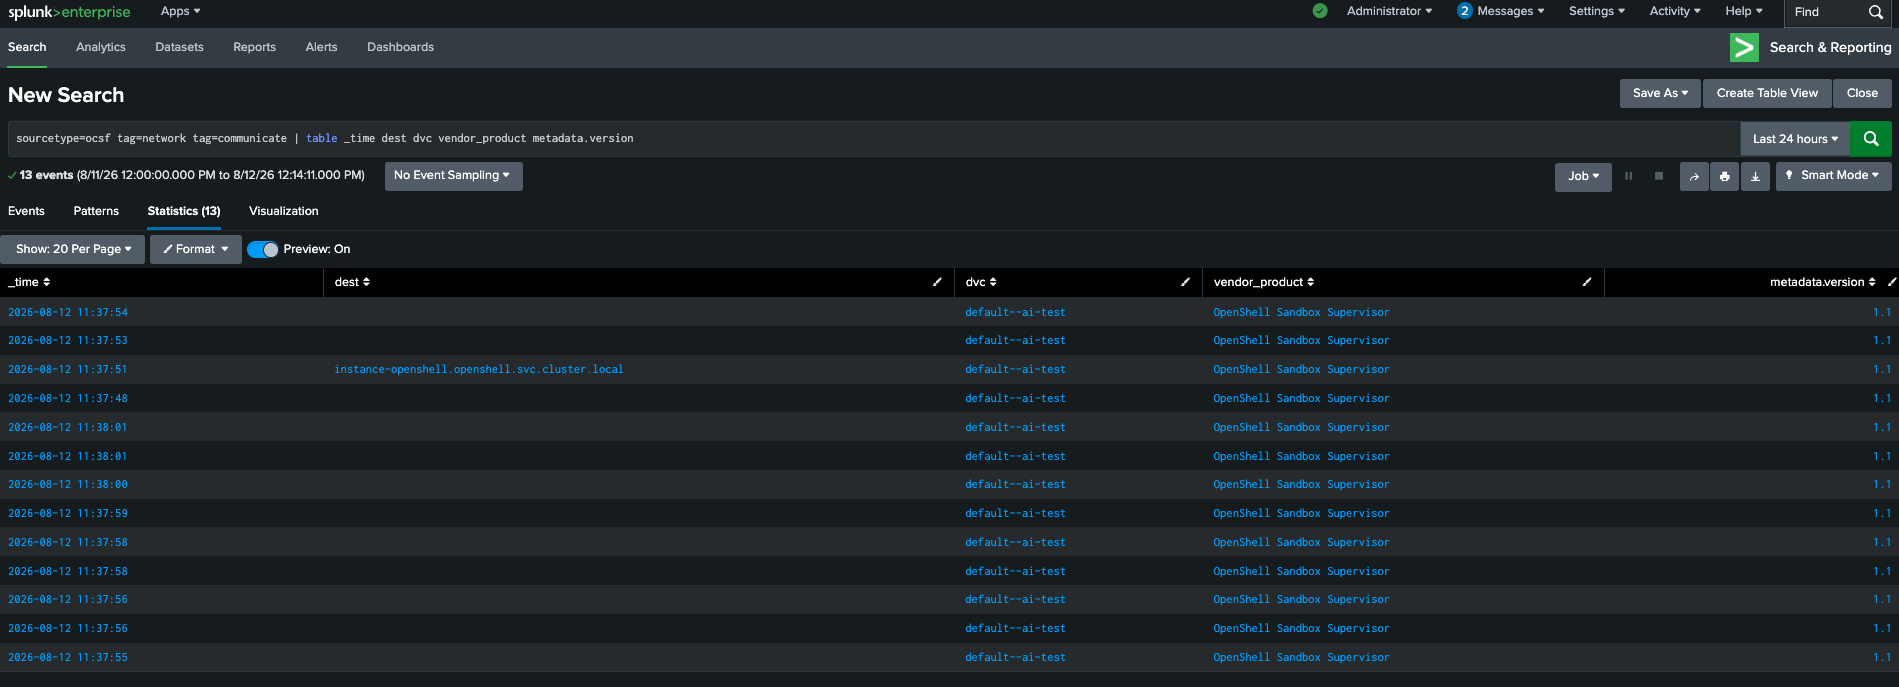 splunk>enterprise Apps Administrator 2 Messages Settings Activity Help Find
Search Analytics Datasets Reports Alerts Dashboards Search & Reporting
New Search Save As Create Table View Close
sourcetype=ocsf tag=network tag=communicate | table _time dest dvc vendor_product metadata.version Last 24 hours
13 events (8/11/26 12:00:00.000 PM to 8/12/26 12:14:11.000 PM) No Event Sampling Job Smart Mode
Events Patterns Statistics (13) Visualization
Show: 20 Per Page Format Preview: On
_time dest dvc vendor_product metadata.version
2026-08-12 11:37:54 default--ai-test OpenShell Sandbox Supervisor 1.1
2026-08-12 11:37:53 default--ai-test OpenShell Sandbox Supervisor 1.1
2026-08-12 11:37:51 instance-openshell.openshell.svc.cluster.local default--ai-test OpenShell Sandbox Supervisor 1.1
2026-08-12 11:37:48 default--ai-test OpenShell Sandbox Supervisor 1.1
2026-08-12 11:38:01 default--ai-test OpenShell Sandbox Supervisor 1.1
2026-08-12 11:38:01 default--ai-test OpenShell Sandbox Supervisor 1.1
2026-08-12 11:38:00 default--ai-test OpenShell Sandbox Supervisor 1.1
2026-08-12 11:37:59 default--ai-test OpenShell Sandbox Supervisor 1.1
2026-08-12 11:37:58 default--ai-test OpenShell Sandbox Supervisor 1.1
2026-08-12 11:37:58 default--ai-test OpenShell Sandbox Supervisor 1.1
2026-08-12 11:37:56 default--ai-test OpenShell Sandbox Supervisor 1.1
2026-08-12 11:37:56 default--ai-test OpenShell Sandbox Supervisor 1.1
2026-08-12 11:37:55 default--ai-test OpenShell Sandbox Supervisor 1.1